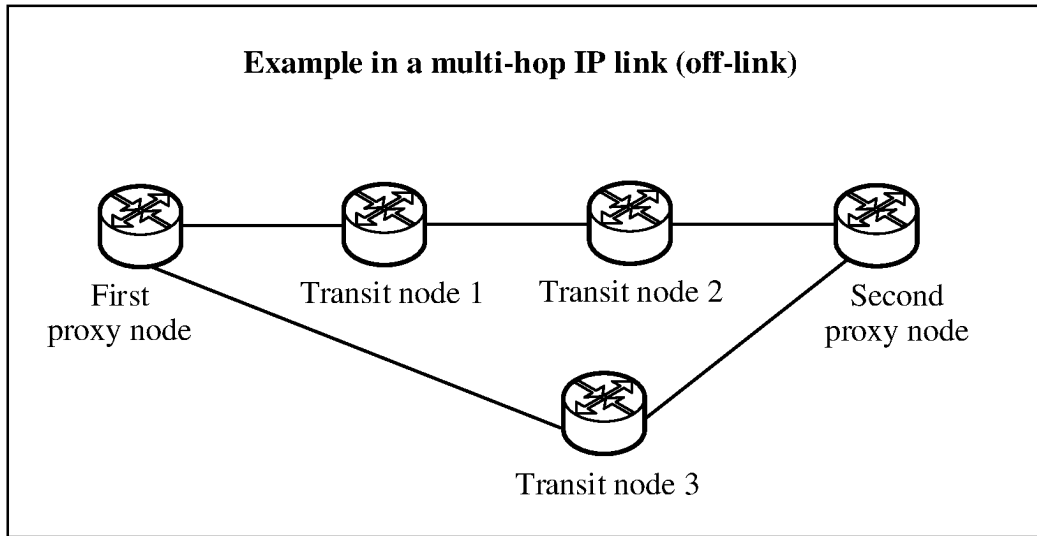 Example in a multi-hop IP link (off-link)
First
proxy node
Transit node 1
Transit node 2
Second
proxy node
Transit node 3